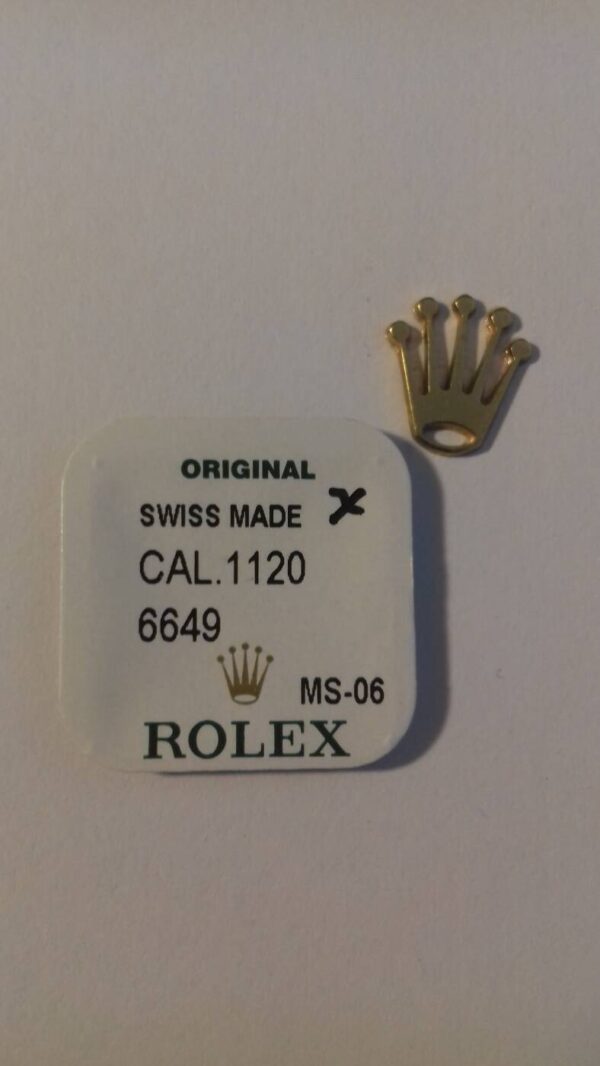 ORIGINAL
SWISS MADE x
CAL.1120
6649
MS-06
ROLEX